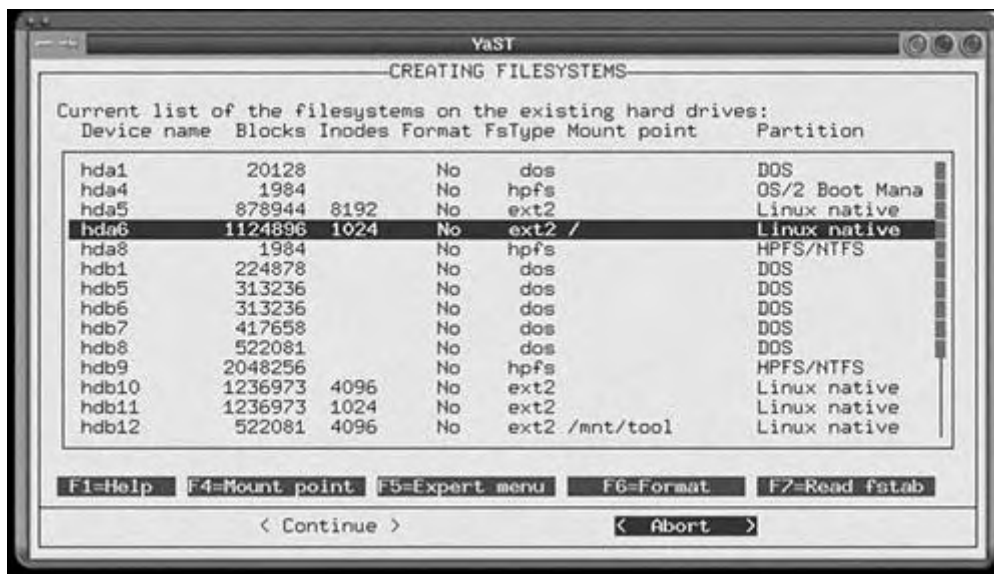 YaST
CREATING FILESYSTEMS
Current list of the filesystems on the existing hard drives:
Device name Blocks Inodes Format FsType Mount point Partition
hda1 20128 No dos DOS
hda4 1984 No hpfs OS/2 Boot Mana
hda5 878944 8192 No ext2 Linux native
hda6 1124896 1024 No ext2 / Linux native
hda8 1984 No hpfs HPFS/NTFS
hdb1 224878 No dos DOS
hdb5 313236 No dos DOS
hdb6 313236 No dos DOS
hdb7 417658 No dos DOS
hdb8 522081 No dos DOS
hdb9 2048256 No hpfs HPFS/NTFS
hdb10 1236973 4096 No ext2 Linux native
hdb11 1236973 1024 No ext2 Linux native
hdb12 522081 4096 No ext2 /mnt/tool Linux native
F1=Help F4=Mount point F5=Expert menu F6=Format F7=Read fstab
< Continue > < Abort >